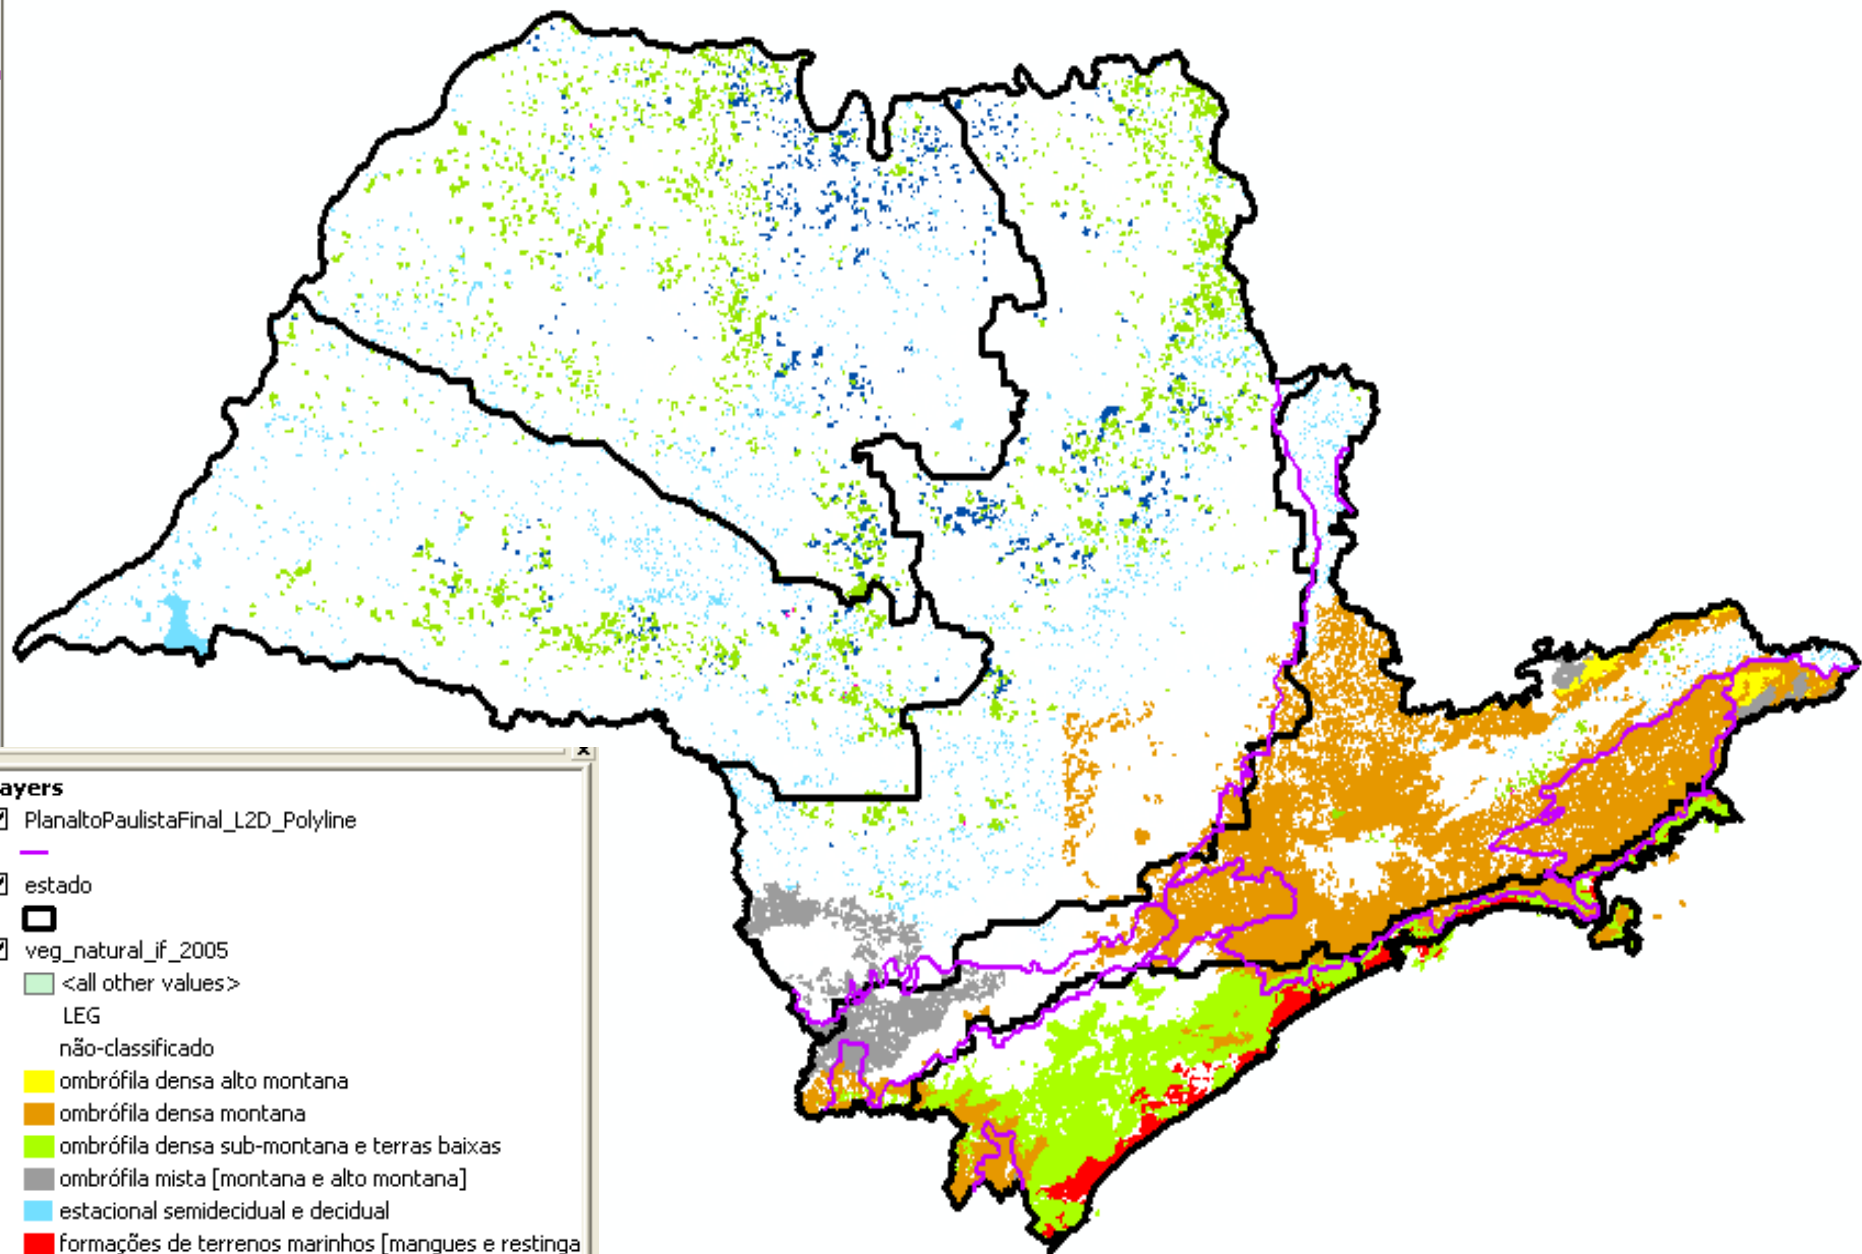 ayers
PlanaltoPaulistaFinal_L2D_Polyline
estado
veg_natural_if_2005
<all other values>
LEG
não-classificado
ombrófila densa alto montana
ombrófila densa montana
ombrófila densa sub-montana e terras baixas
ombrófila mista [montana e alto montana]
estacional semidecidual e decidual
formações de terrenos marinhos [mangues e restinga